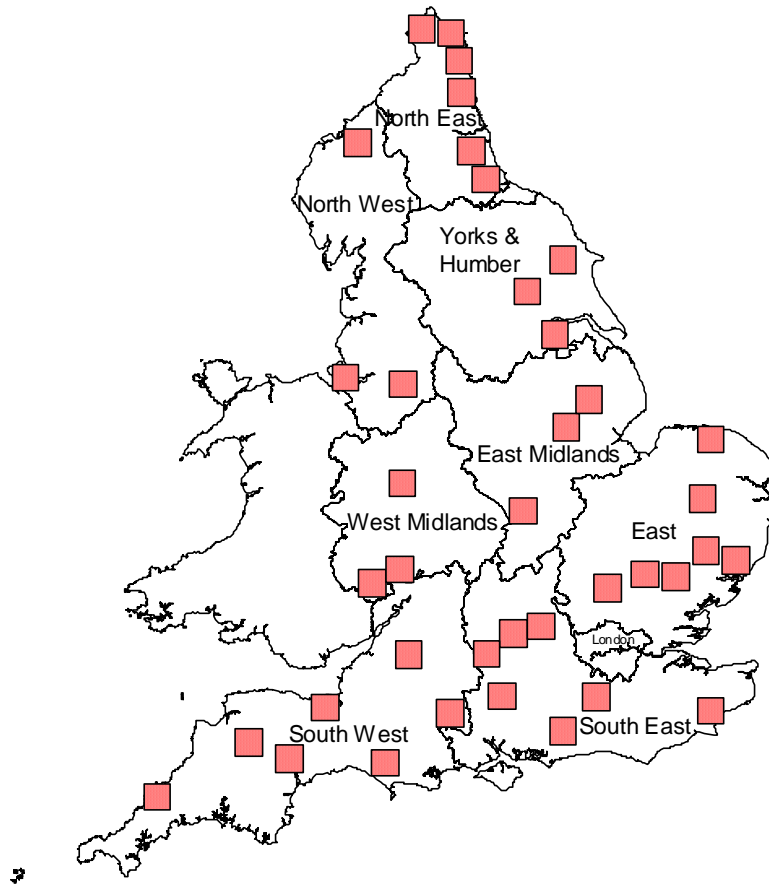 North East
North West
Yorks &
Humber
East Midlands
West Midlands
East
London
South West
South East